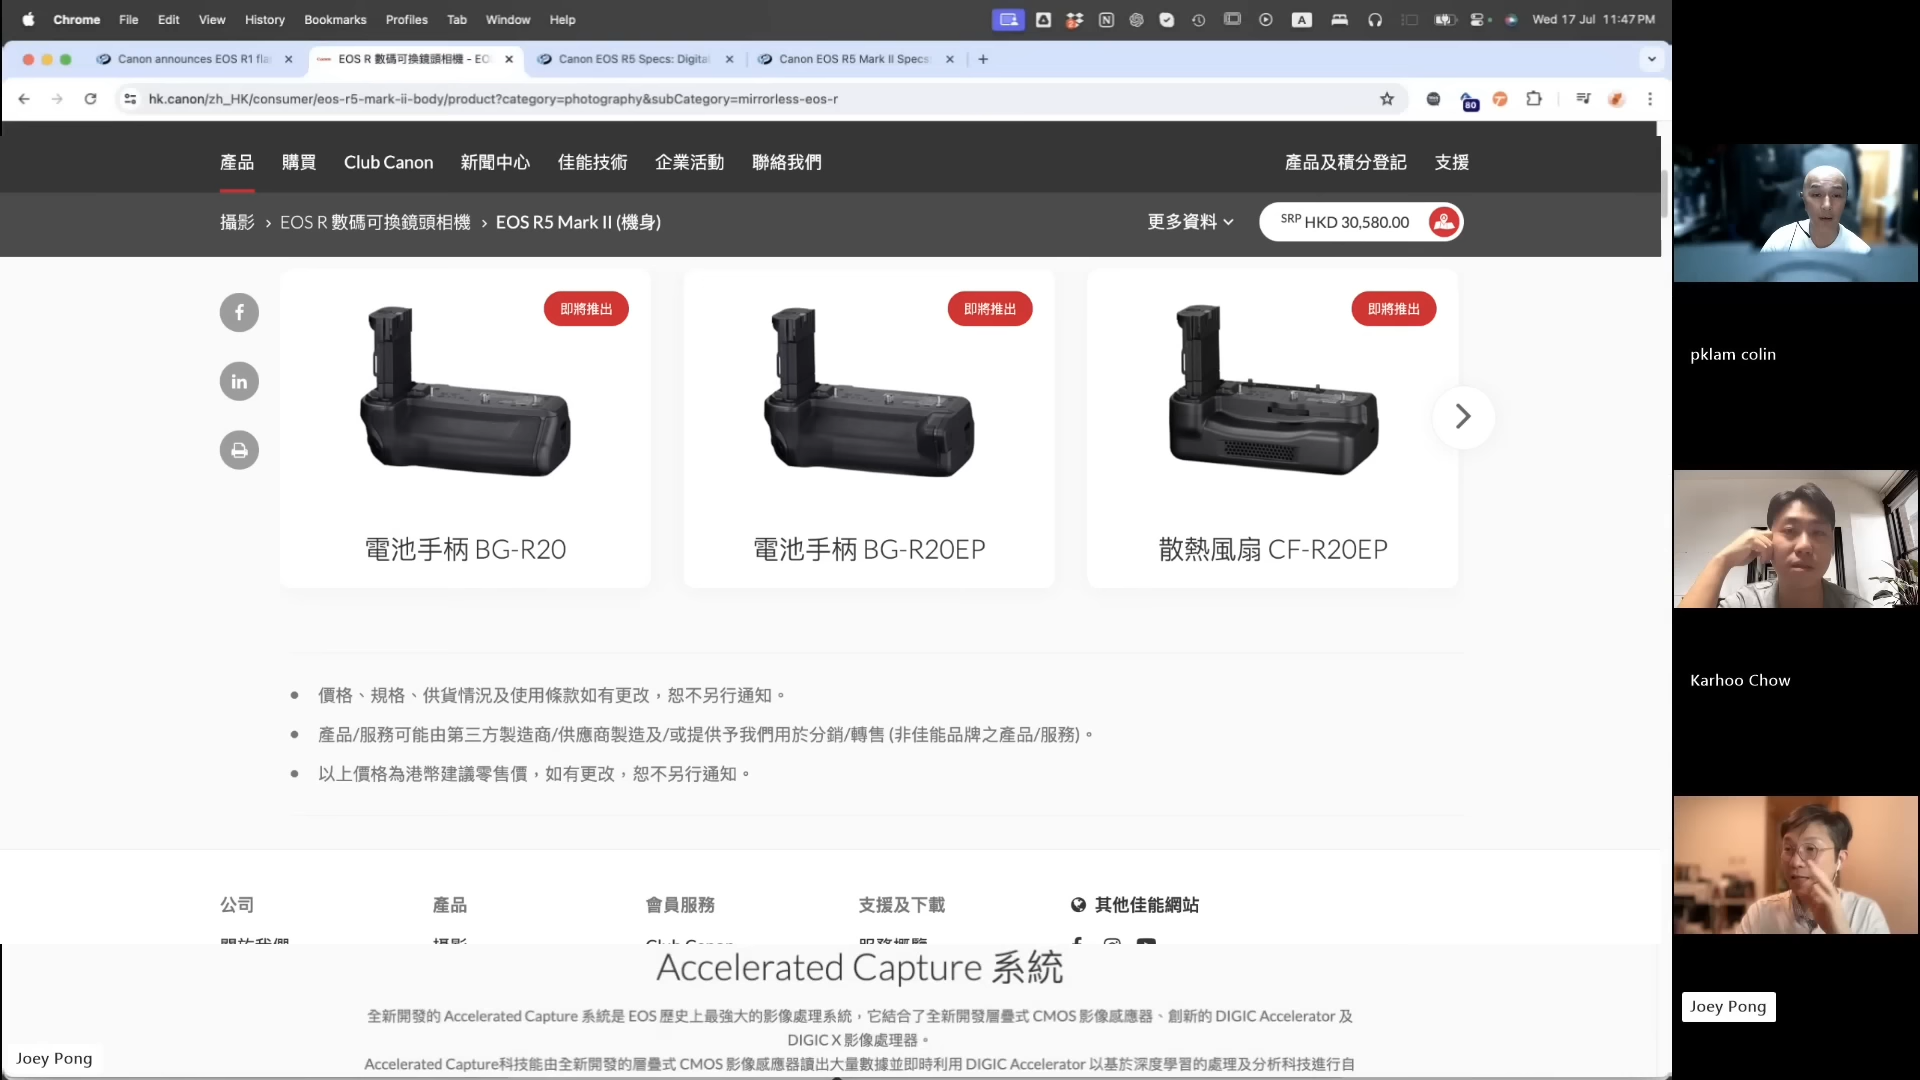 Chrome File Edit View History Bookmarks Profiles Tab Window Help
Wed 17 Jul 11:47 PM
Canon announces EOS R1 fla
EOS R 數碼可換鏡頭相機 - EO
Canon EOS R5 Specs: Digital
Canon EOS R5 Mark II Specs:
hk.canon/zh_HK/consumer/eos-r5-mark-ii-body/product?category=photography&subCategory=mirrorless-eos-r
80
產品 購買 Club Canon 新聞中心 佳能技術 企業活動 聯絡我們 產品及積分登記 支援
攝影 › EOS R 數碼可換鏡頭相機 › EOS R5 Mark II (機身) 更多資料 SRP HKD 30,580.00
即將推出 即將推出 即將推出
電池手柄 BG-R20
電池手柄 BG-R20EP
散熱風扇 CF-R20EP
• 價格、規格、供貨情況及使用條款如有更改，恕不另行通知。
• 產品/服務可能由第三方製造商/供應商製造及/或提供予我們用於分銷/轉售 (非佳能品牌之產品/服務)。
• 以上價格為港幣建議零售價，如有更改，恕不另行通知。
公司 產品 會員服務 支援及下載 其他佳能網站
關於我們 攝影 Club Canon 服務概覽
Accelerated Capture 系統
全新開發的 Accelerated Capture 系統是 EOS 歷史上最強大的影像處理系統，它結合了全新開發層疊式 CMOS 影像感應器、創新的 DIGIC Accelerator 及
DIGIC X 影像處理器。
Accelerated Capture科技能由全新開發的層疊式 CMOS 影像感應器讀出大量數據並即時利用 DIGIC Accelerator 以基於深度學習的處理及分析科技進行自
Joey Pong
pklam colin
Karhoo Chow
Joey Pong